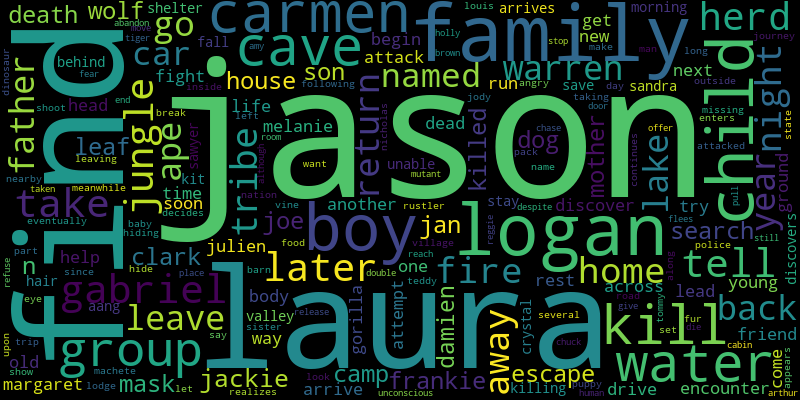 death wolf shelter carmen family arrives get morning herd
abandon go louis new
tiger move amy holly brown stop make man long journey
dinosaur behind car cave attack begin warren next outside
find fear fall son named run angry save sandra child night
father fight house killed jody taking day missing
shoot head inside following door enters state
end break life dog chase offer
jungle ape jason return
leaf sawyer left melanie dead pack name mother lake attacked year
leaving room unable want mutant continues ground
nearby kit although nicholas discover pull
taken meanwhile time tribe vine rustler stay try
take soon another despite police
eventually baby joe boy jan logan search still
hiding decides nation flees
part clark julien food village reggie home tell
n help since hide place later reach one fire across discovers
hair aang barn double rest road along young
refuse eye gabriel body teddy gorilla attempt damien crystal several tommy give lead back
leave valley laura away kill set die friend
upon trip group sister release chuck fur cabin
show say way water come appears
old machete let jackie camp look frankie escape puppy drive encounter
margaret lodge mask realizes arrive unconscious killing human arthur